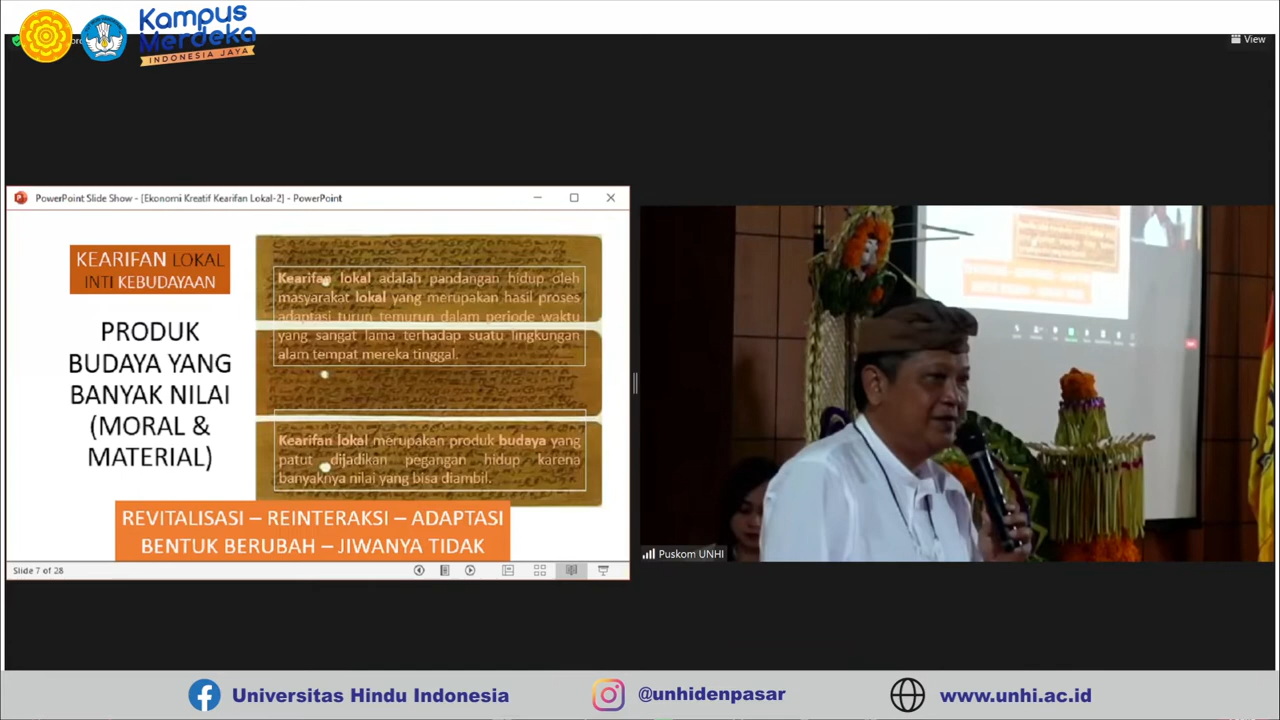 Kampus
Merdeka
INDONESIA JAYA
View
PowerPoint Slide Show - [Ekonomi Kreatif Kearifan Lokal-2] - PowerPoint
KEARIFAN LOKAL
INTI KEBUDAYAAN
PRODUK
BUDAYA YANG
BANYAK NILAI
(MORAL &
MATERIAL)
Kearifan lokal adalah pandangan hidup oleh
masyarakat lokal yang merupakan hasil proses
adaptasi turun temurun dalam periode waktu
yang sangat lama terhadap suatu lingkungan
alam tempat mereka tinggal.
Kearifan lokal merupakan produk budaya yang
patut dijadikan pegangan hidup karena
banyaknya nilai yang bisa diambil.
REVITALISASI – REINTERAKSI – ADAPTASI
BENTUK BERUBAH – JIWANYA TIDAK
Slide 7 of 28
Puskom UNHI
Universitas Hindu Indonesia
@unhidenpasar
www.unhi.ac.id